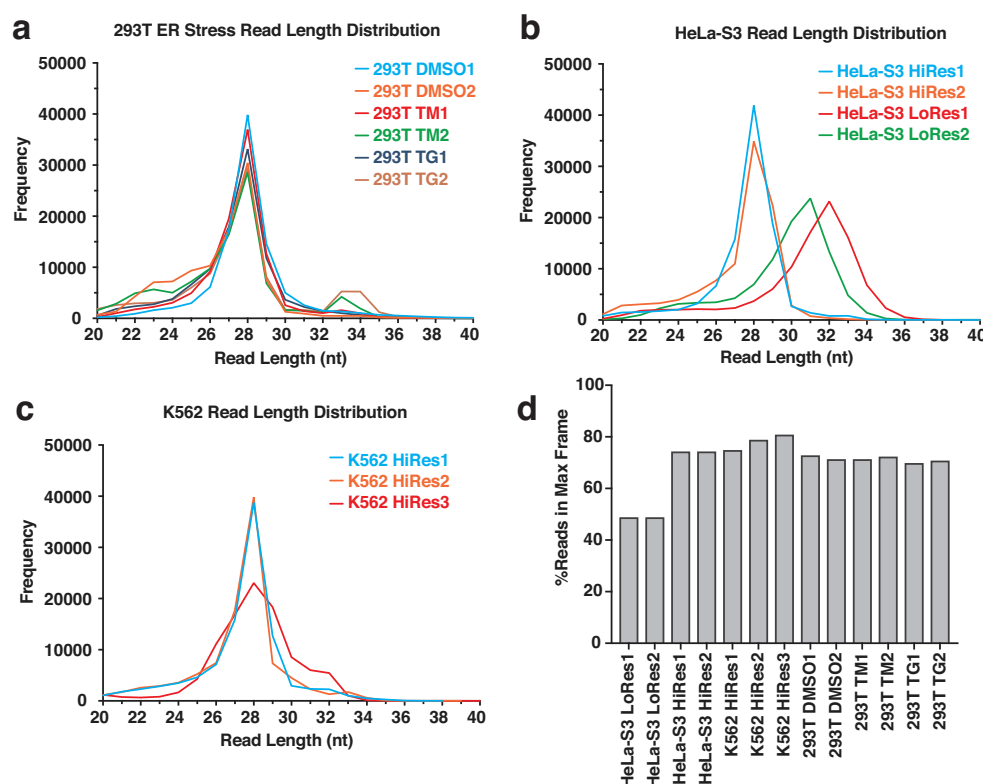 a
293T ER Stress Read Length Distribution
293T DMSO1
293T DMSO2
293T TM1
293T TM2
293T TG1
293T TG2
50000
40000
30000
20000
10000
0
Frequency
20 22 24 26 28 30 32 34 36 38 40
Read Length (nt)
b
HeLa-S3 Read Length Distribution
HeLa-S3 HiRes1
HeLa-S3 HiRes2
HeLa-S3 LoRes1
HeLa-S3 LoRes2
50000
40000
30000
20000
10000
0
Frequency
20 22 24 26 28 30 32 34 36 38 40
Read Length (nt)
c
K562 Read Length Distribution
K562 HiRes1
K562 HiRes2
K562 HiRes3
50000
40000
30000
20000
10000
0
Frequency
20 22 24 26 28 30 32 34 36 38 40
Read Length (nt)
d
100
80
60
40
20
0
%Reads in Max Frame
HeLa-S3 LoRes1
HeLa-S3 LoRes2
HeLa-S3 HiRes1
HeLa-S3 HiRes2
K562 HiRes1
K562 HiRes2
K562 HiRes3
293T DMSO1
293T DMSO2
293T TM1
293T TM2
293T TG1
293T TG2